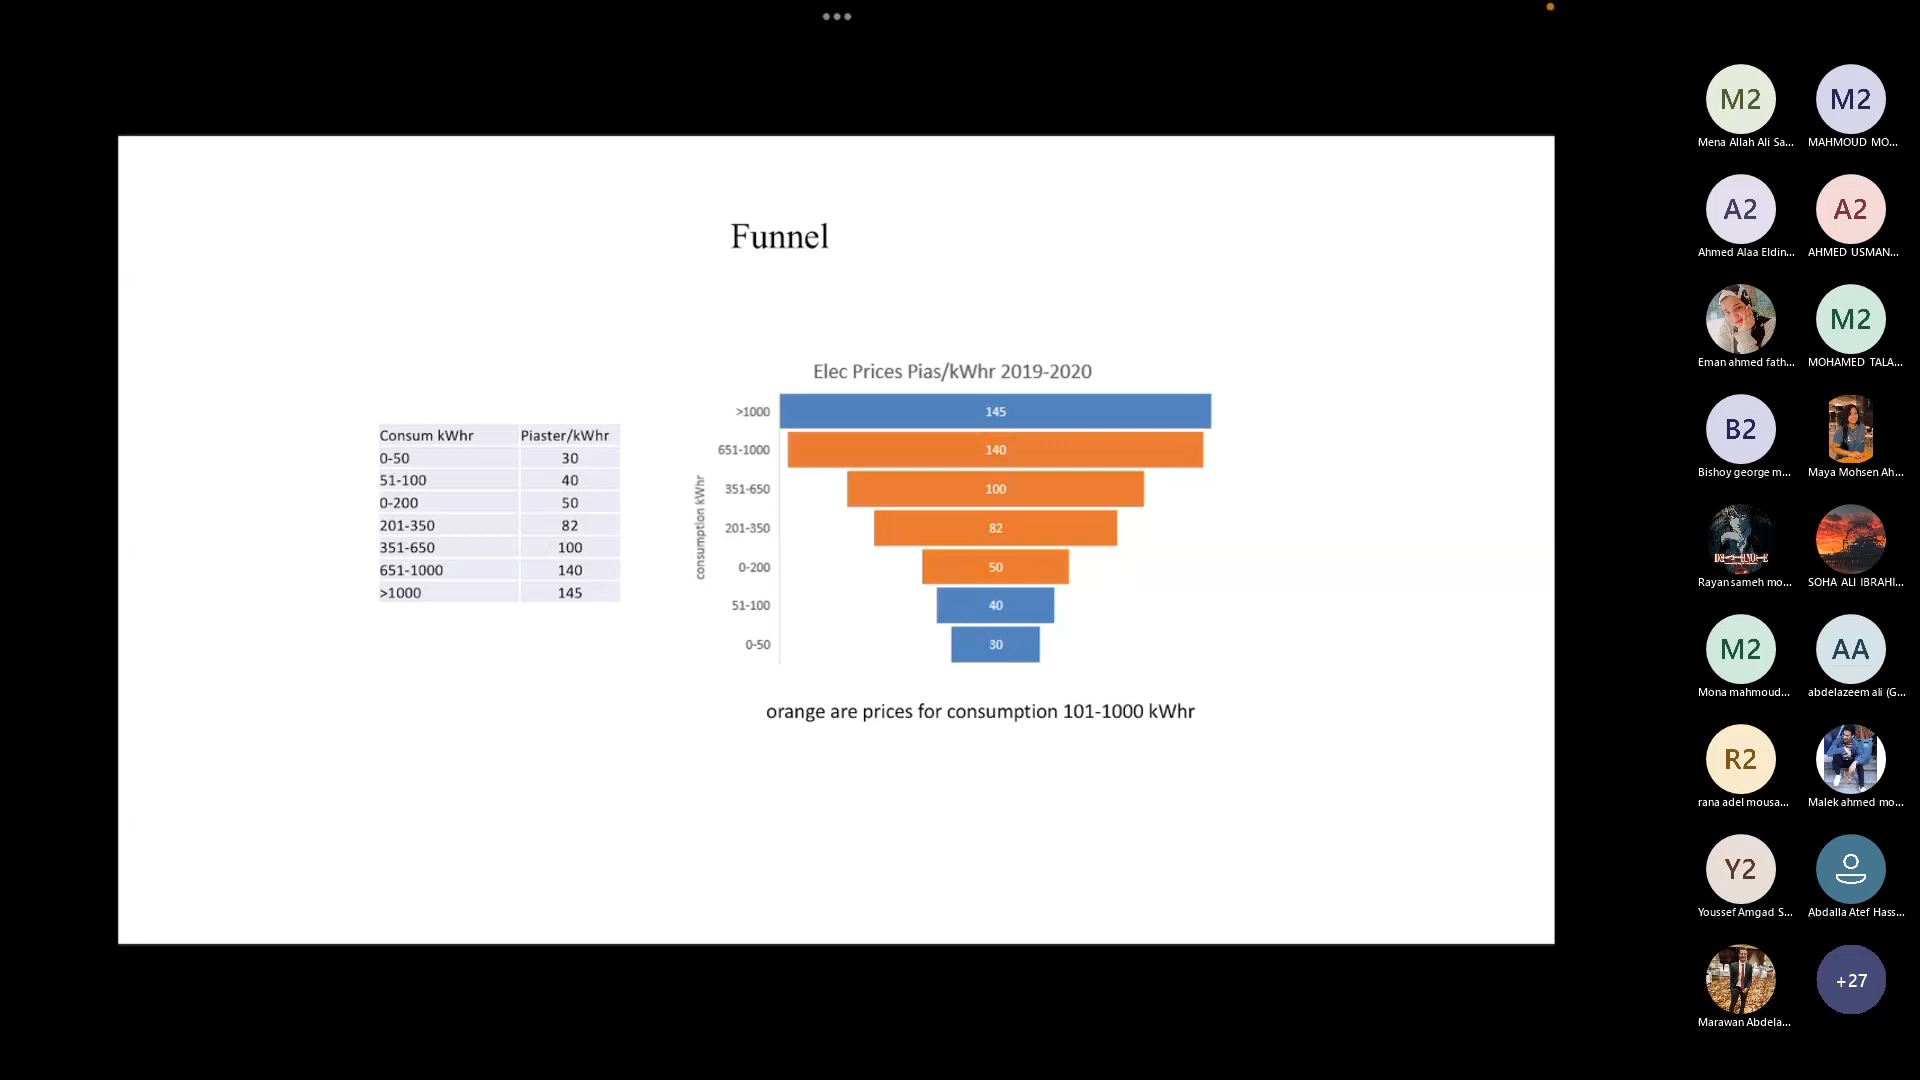 Funnel
Consum kWhr Piaster/kWhr
0-50 30
51-100 40
0-200 50
201-350 82
351-650 100
651-1000 140
>1000 145
Elec Prices Pias/kWhr 2019-2020
consumption kWhr
>1000 145
651-1000 140
351-650 100
201-350 82
0-200 50
51-100 40
0-50 30
orange are prices for consumption 101-1000 kWhr
M2 M2
Mena Allah Ali Sa... MAHMOUD MO...
A2 A2
Ahmed Alaa Eldin... AHMED USMAN...
M2
Eman ahmed fath... MOHAMED TALA...
B2
Bishoy george m... Maya Mohsen Ah...
Rayan sameh mo... SOHA ALI IBRAHI...
M2 AA
Mona mahmoud... abdelazeem ali (G...
R2
rana adel mousa... Malek ahmed mo...
Y2
Youssef Amgad S... Abdalla Atef Hass...
+27
Marawan Abdela...